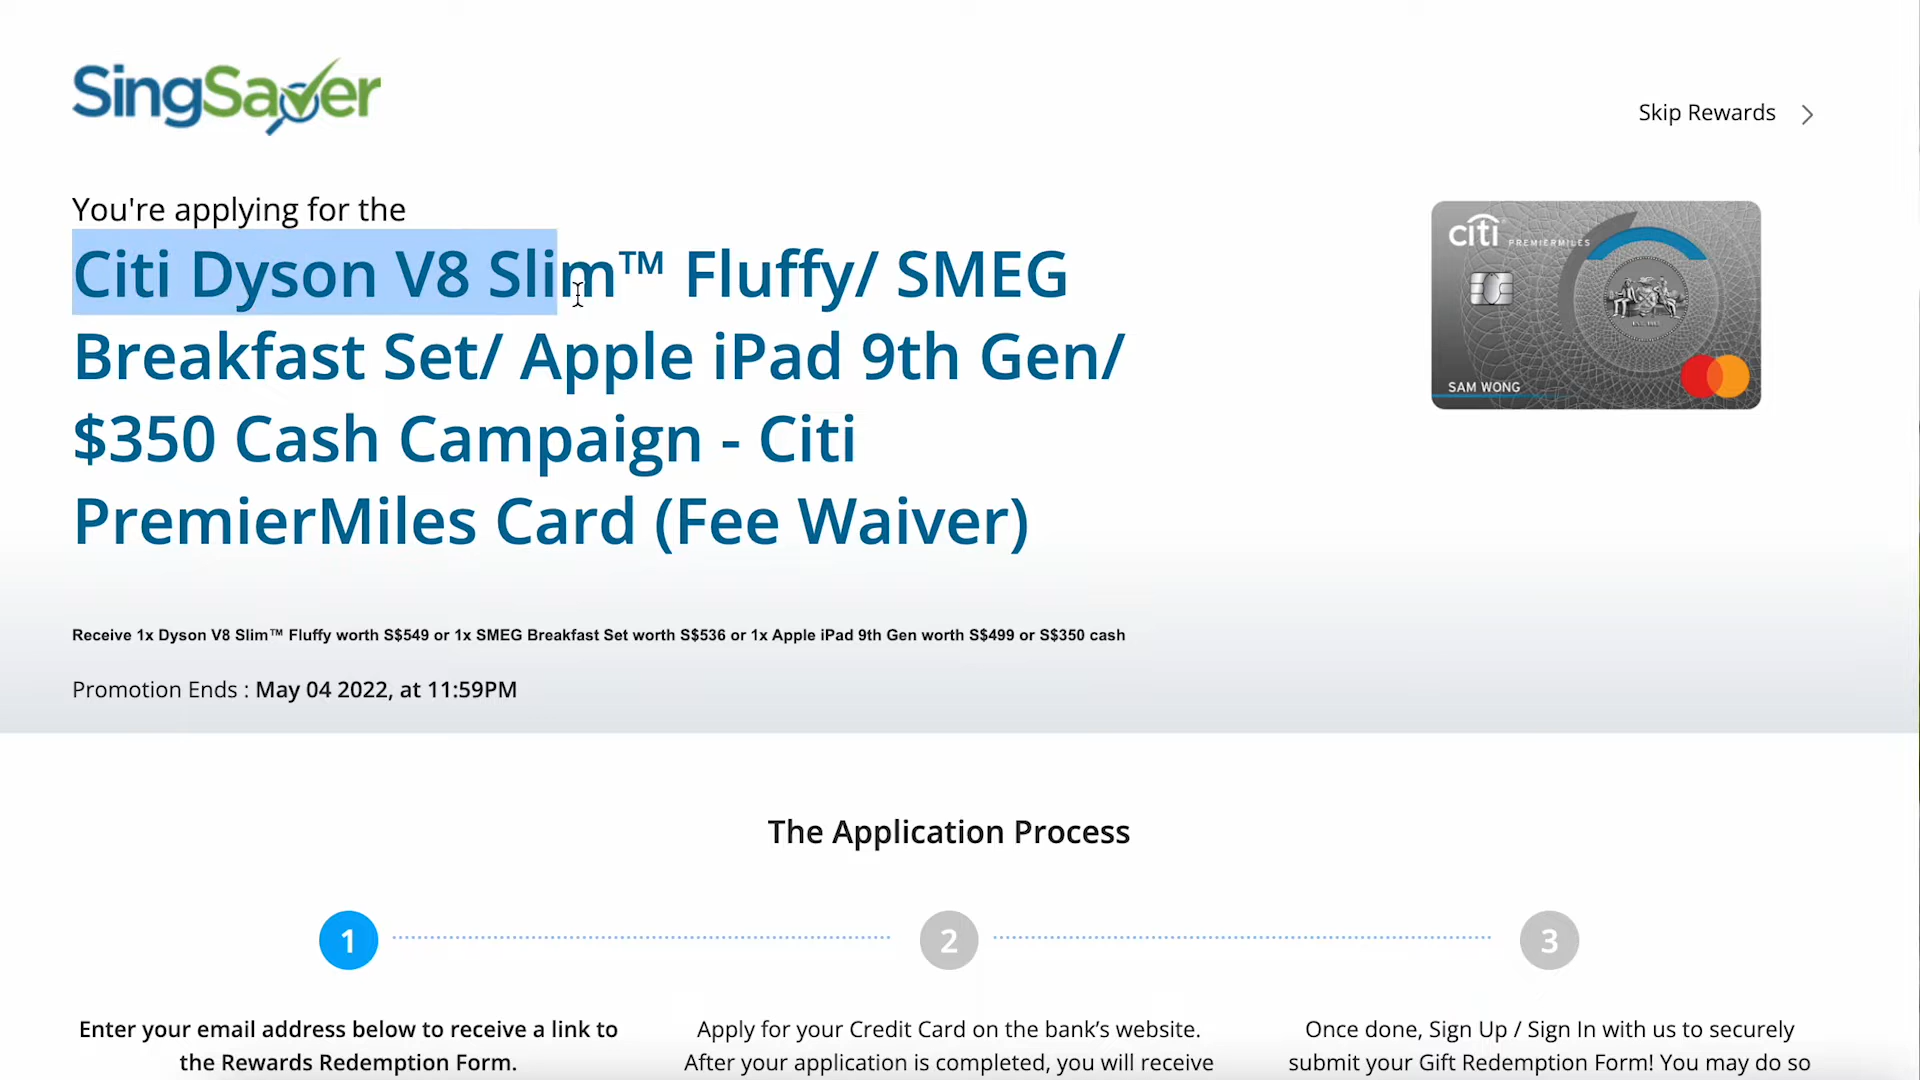 SingSaver
Skip Rewards
You're applying for the
Citi Dyson V8 Slim™ Fluffy/ SMEG
Breakfast Set/ Apple iPad 9th Gen/
$350 Cash Campaign - Citi
PremierMiles Card (Fee Waiver)
citi PREMIERMILES
SAM WONG
Receive 1x Dyson V8 Slim™ Fluffy worth S$549 or 1x SMEG Breakfast Set worth S$536 or 1x Apple iPad 9th Gen worth S$499 or S$350 cash
Promotion Ends : May 04 2022, at 11:59PM
The Application Process
1
2
3
Enter your email address below to receive a link to
the Rewards Redemption Form.
Apply for your Credit Card on the bank’s website.
After your application is completed, you will receive
Once done, Sign Up / Sign In with us to securely
submit your Gift Redemption Form! You may do so